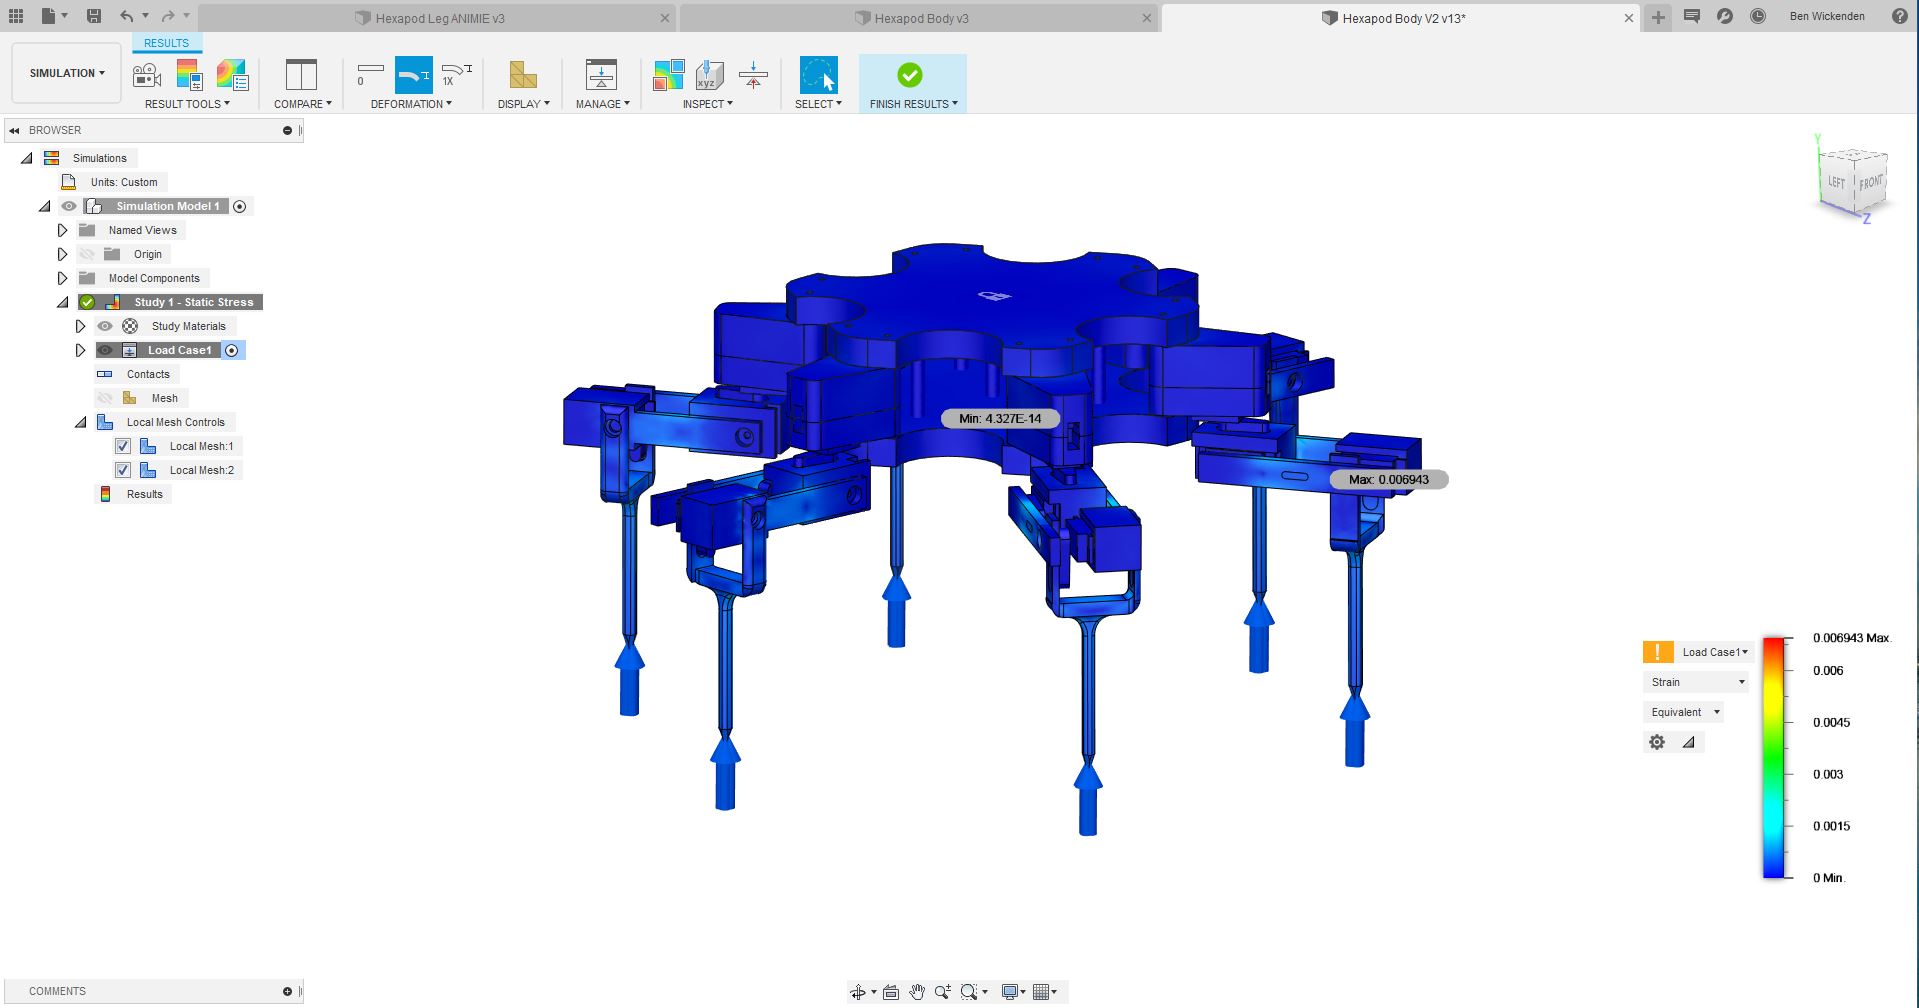 Hexapod Leg ANIMIE v3
Hexapod Body v3
Hexapod Body V2 v13*
Ben Wickenden
RESULTS
SIMULATION
0
1X
xyz
RESULT TOOLS
COMPARE
DEFORMATION
DISPLAY
MANAGE
INSPECT
SELECT
FINISH RESULTS
BROWSER
Simulations
Units: Custom
Simulation Model 1
Named Views
Origin
Model Components
Study 1 - Static Stress
Study Materials
Load Case1
Contacts
Mesh
Local Mesh Controls
Local Mesh:1
Local Mesh:2
Results
Y
LEFT
FRONT
Z
Min: 4.327E-14
Max: 0.006943
Load Case1
Strain
Equivalent
0.006943 Max.
0.006
0.0045
0.003
0.0015
0 Min.
COMMENTS